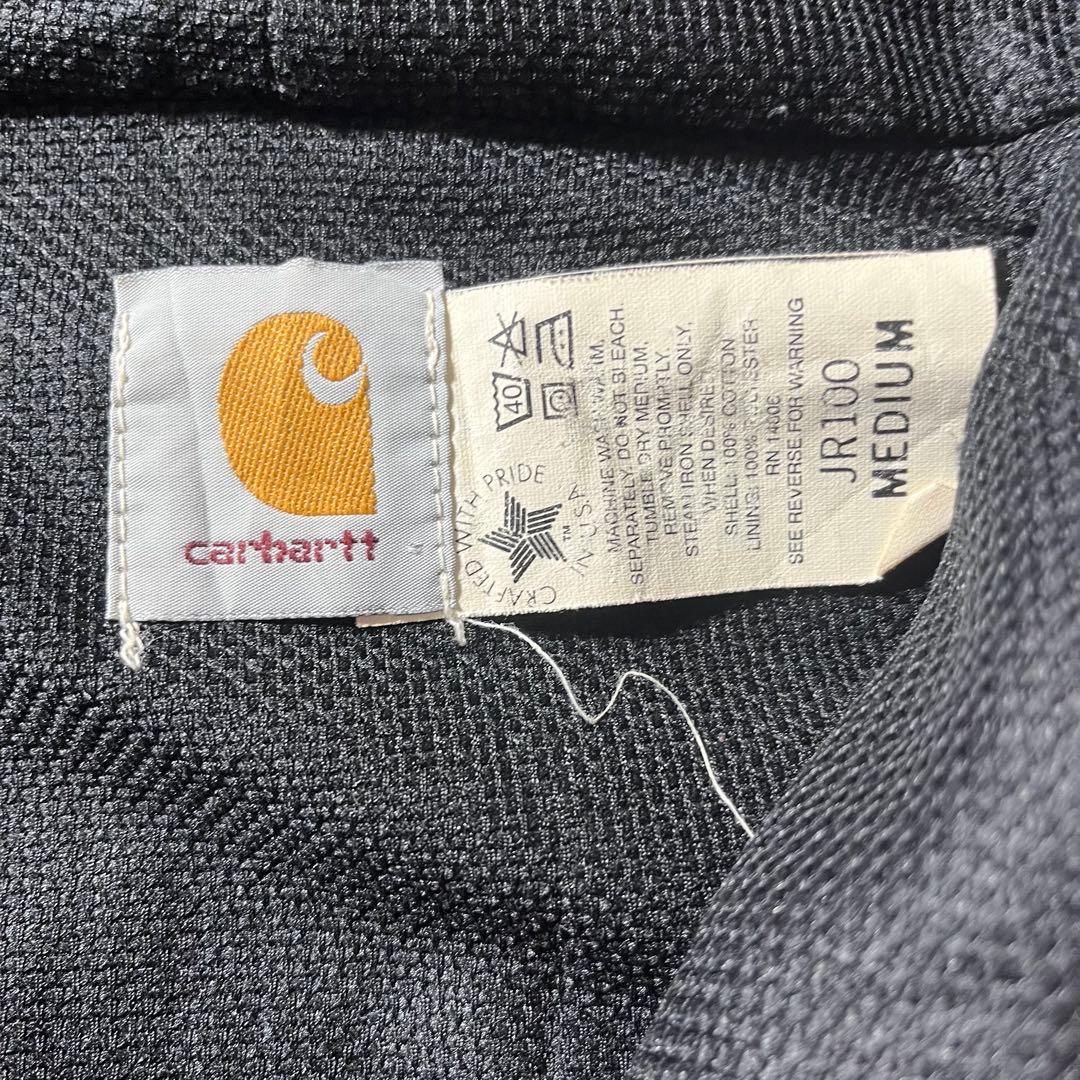 carhartt
40
CRAFTED WITH PRIDE
IN USA
TM
MACHINE WASH WARM,
SEPARATELY. DO NOT BLEACH.
TUMBLE DRY MEDIUM,
REMOVE PROMPTLY.
STEAM IRON SHELL ONLY,
WHEN DESIRED.
SHELL: 100% COTTON
LINING: 100% POLYESTER
RN 14806
SEE REVERSE FOR WARNING
JR100
MEDIUM